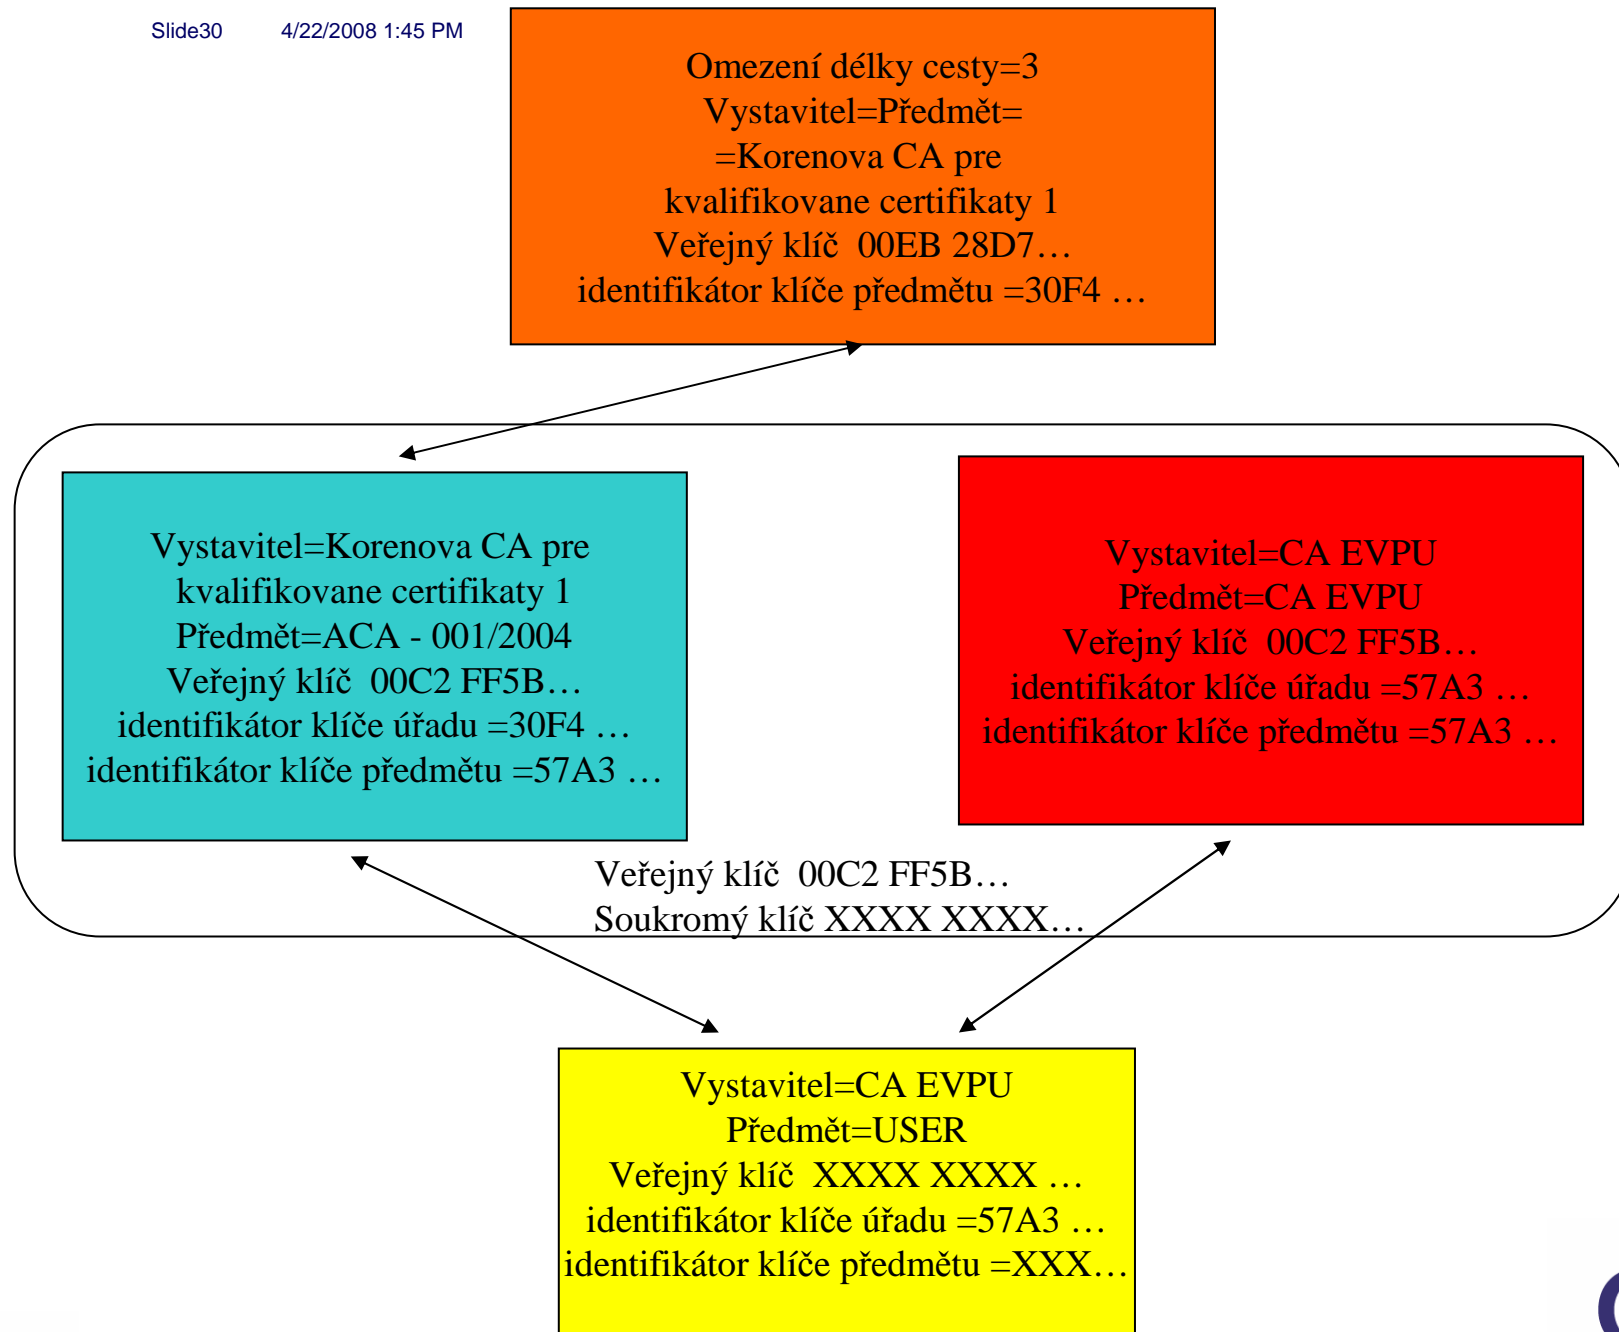 Slide30 4/22/2008 1:45 PM
Omezení délky cesty=3
Vystavitel=Předmět=
=Korenova CA pre
kvalifikovane certifikaty 1
Veřejný klíč 00EB 28D7…
identifikátor klíče předmětu =30F4 …
Vystavitel=Korenova CA pre
kvalifikovane certifikaty 1
Předmět=ACA - 001/2004
Veřejný klíč 00C2 FF5B…
identifikátor klíče úřadu =30F4 …
identifikátor klíče předmětu =57A3 …
Vystavitel=CA EVPU
Předmět=CA EVPU
Veřejný klíč 00C2 FF5B…
identifikátor klíče úřadu =57A3 …
identifikátor klíče předmětu =57A3 …
Veřejný klíč 00C2 FF5B…
Soukromý klíč XXXX XXXX…
Vystavitel=CA EVPU
Předmět=USER
Veřejný klíč XXXX XXXX …
identifikátor klíče úřadu =57A3 …
identifikátor klíče předmětu =XXX…